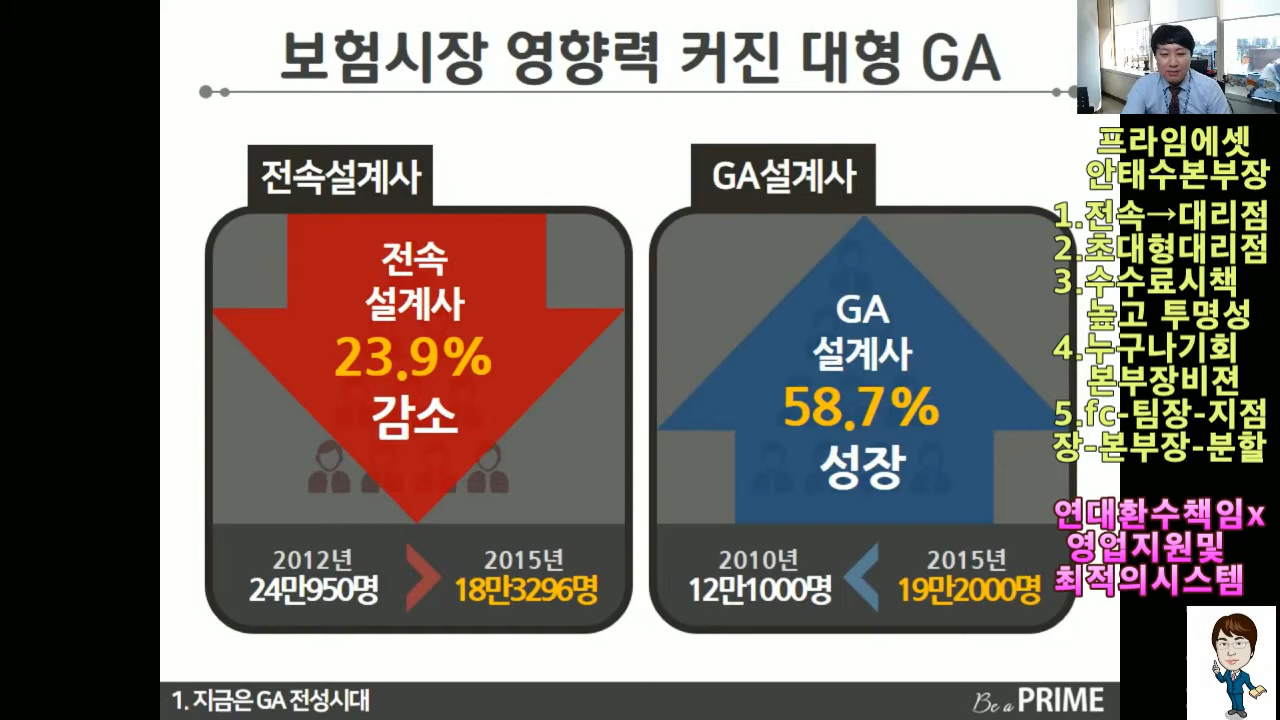 보험시장 영향력 커진 대형 GA
전속설계사
전속
설계사
23.9%
감소
2012년
24만950명
2015년
18만3296명
GA설계사
GA
설계사
58.7%
성장
2010년
12만1000명
2015년
19만2000명
1. 지금은 GA 전성시대
Be a PRIME
프라임에셋
안태수본부장
1.전속→대리점
2.초대형대리점
3.수수료시책
높고 투명성
4.누구나기회
본부장비젼
5.fc-팀장-지점
장-본부장-분할
연대환수책임x
영업지원및
최적의시스템